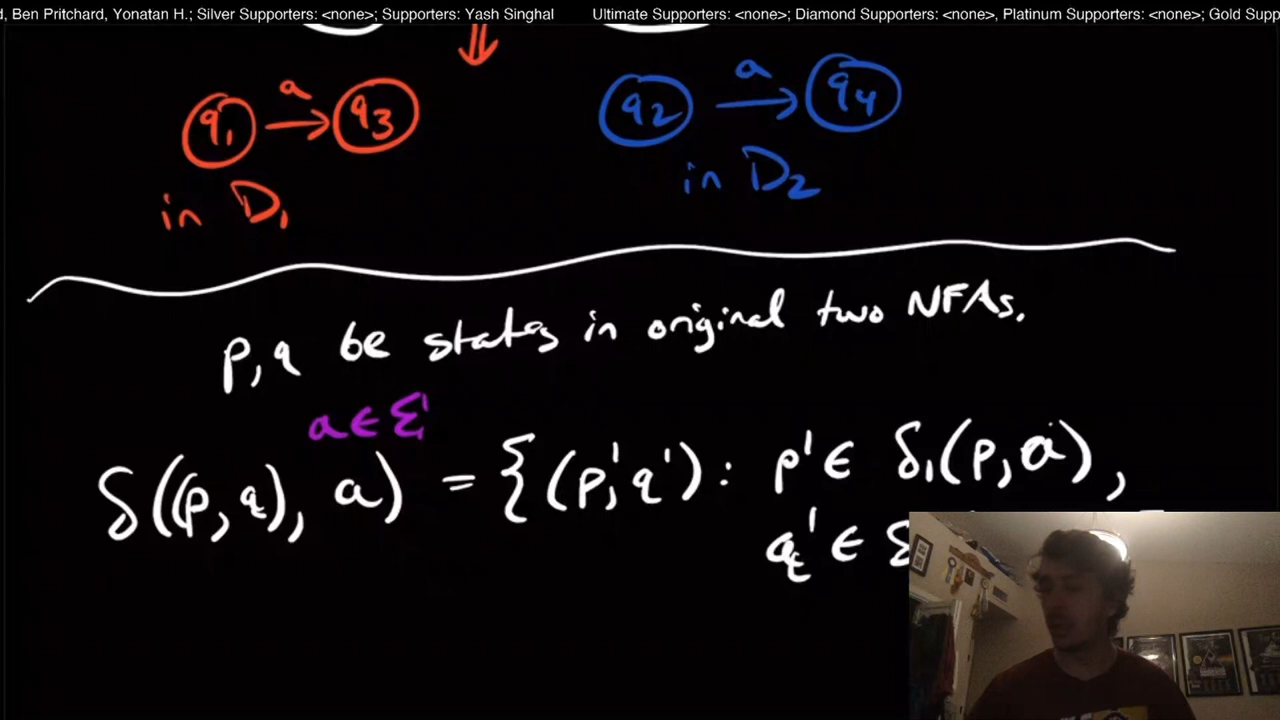 d, Ben Pritchard, Yonatan H.; Silver Supporters: <none>; Supporters: Yash Singhal Ultimate Supporters: <none>; Diamond Supporters: <none>, Platinum Supporters: <none>; Gold Supp
q₁ a q₃ q₂ a q₄
in D₁ in D₂
p, q be states in original two NFAs.
a ∈ Σ
δ((p, q), a) = {(p', q') : p' ∈ δ₁(p, a),
q' ∈ δ